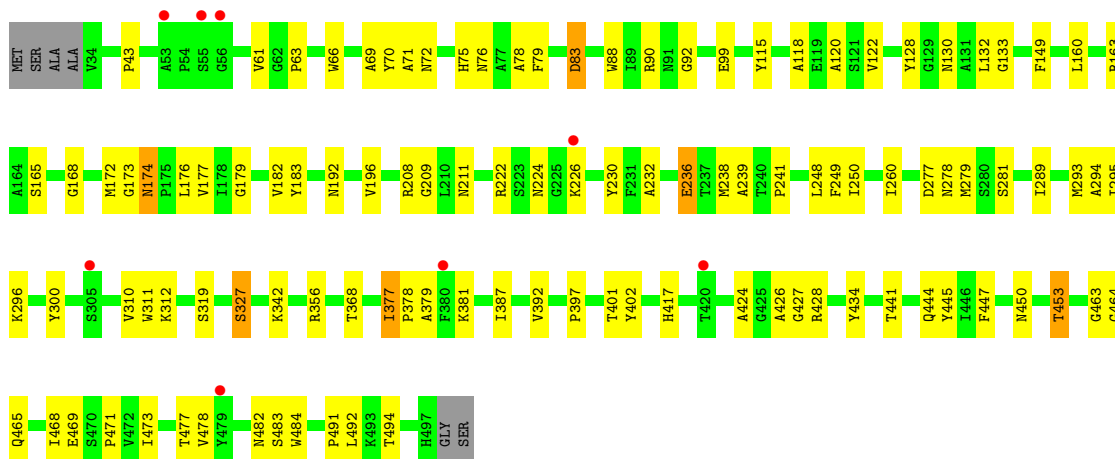 MET SER ALA ALA V34 P43 A53 P54 S55 G56 V61 G62 P63 W66 A69 Y70 A71 N72 H75 N76 A77 A78 F79 D83 W88 I89 R90 N91 G92 E99 Y115 A118 E119 A120 S121 V122 Y128 G129 N130 A131 L132 G133 F149 L160
A164 S165 G168 M172 G173 N174 P175 L176 V177 I178 G179 V182 Y183 N192 V196 R208 G209 L210 N211 R222 S223 N224 G225 K226 Y230 F231 A232 E236 T237 M238 A239 T240 P241 L248 F249 I250 I260 D277 N278 M279 S280 S281 I289 M293 A294
K296 Y300 S305 V310 W311 K312 S319 S327 K342 R356 T368 I377 P378 A379 F380 K381 I387 V392 P397 T401 Y402 H417 T420 A424 G425 A426 G427 R428 Y434 T441 Q444 Y445 I446 F447 N450 T453 G463
Q465 I468 E469 S470 P471 V472 I473 T477 V478 Y479 N482 S483 W484 P491 L492 K493 T494 H497 GLY SER